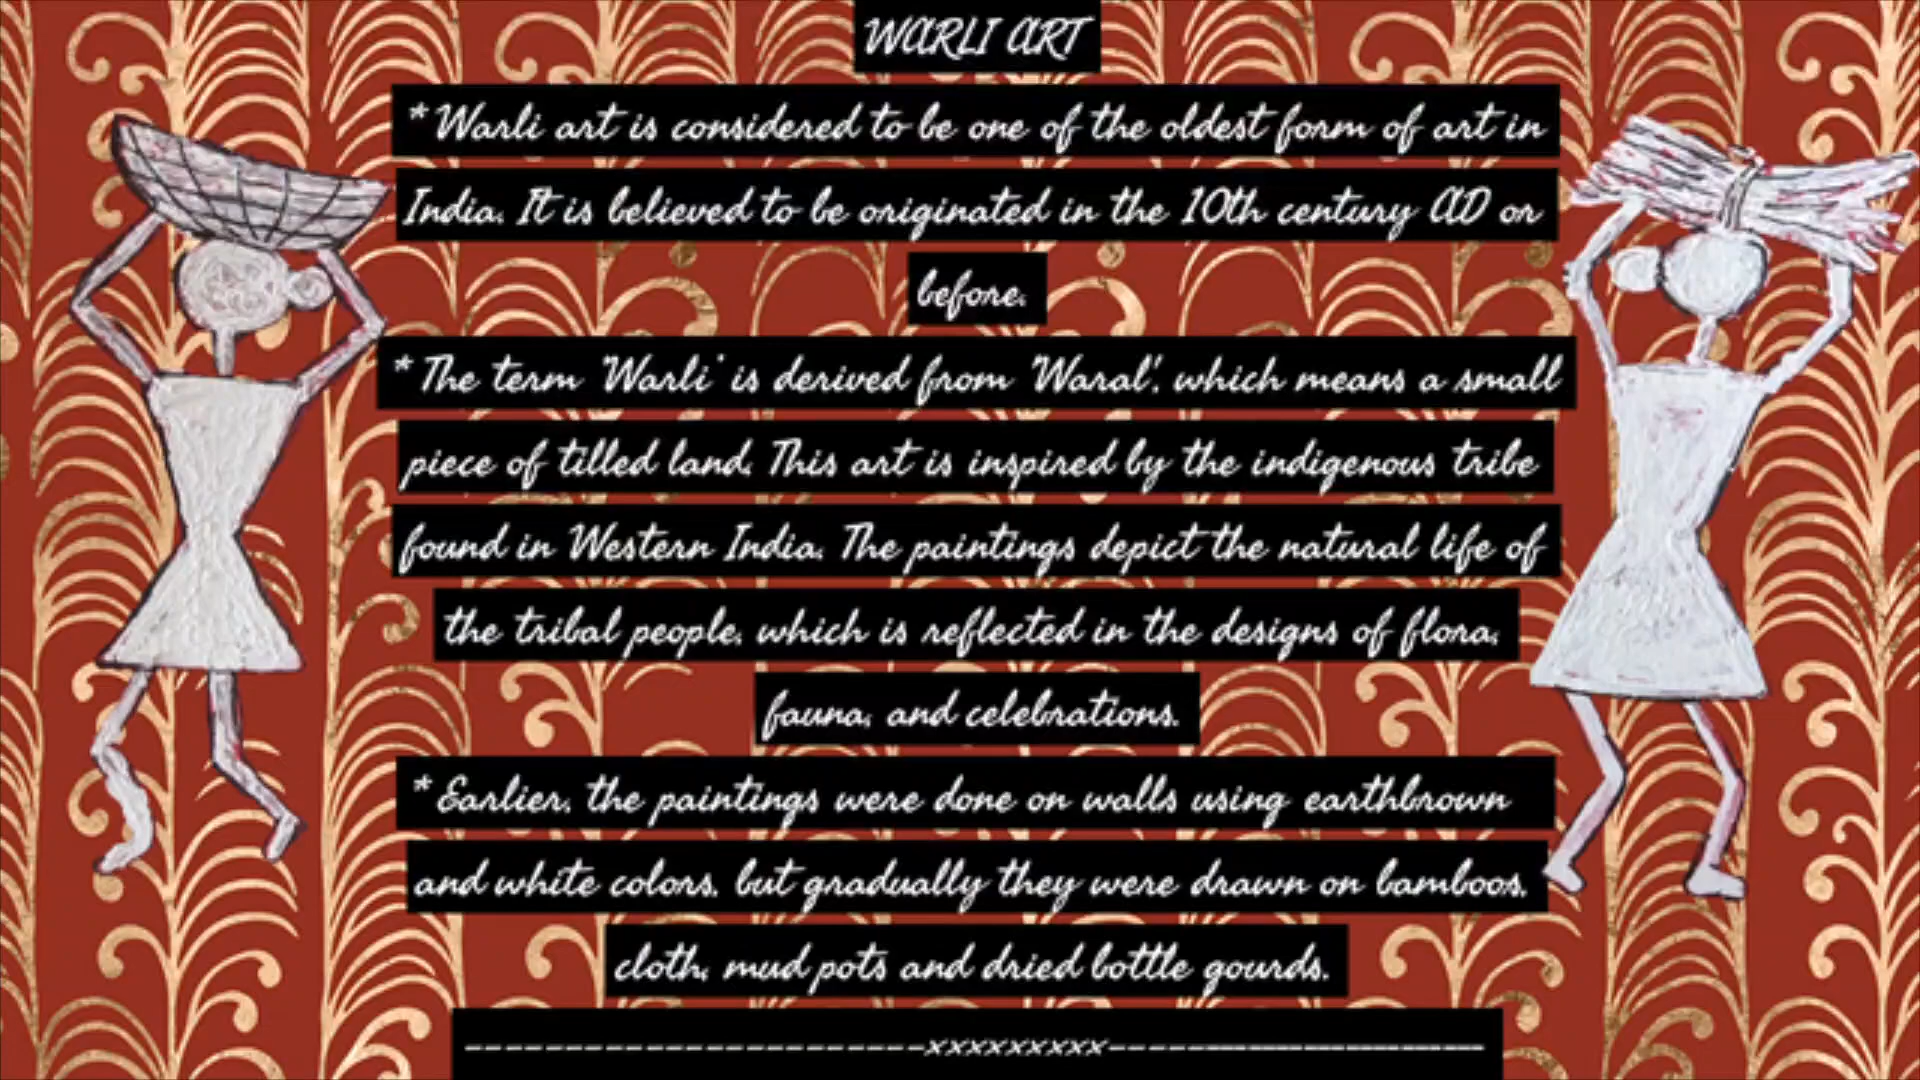 WARLI ART
*Warli art is considered to be one of the oldest form of art in
India. It is believed to be originated in the 10th century AD or
before.
*The term 'Warli' is derived from 'Waral', which means a small
piece of tilled land. This art is inspired by the indigenous tribe
found in Western India. The paintings depict the natural life of
the tribal people, which is reflected in the designs of flora,
fauna, and celebrations.
*Earlier, the paintings were done on walls using earthbrown
and white colors, but gradually they were drawn on bamboos,
cloth, mud pots and dried bottle gourds.
------------------------xxxxxxxxx--------------------